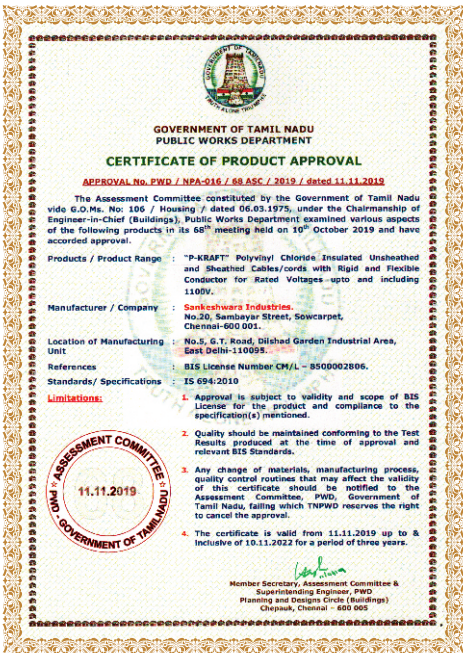 GOVERNMENT OF TAMILNADU
TRUTH ALONE TRIUMPHS
GOVERNMENT OF TAMIL NADU
PUBLIC WORKS DEPARTMENT
CERTIFICATE OF PRODUCT APPROVAL
APPROVAL No. PWD / NPA-016 / 68 ASC / 2019 / dated 11.11.2019
The Assessment Committee constituted by the Government of Tamil Nadu
vide G.O.Ms. No: 106 / Housing / dated 06.03.1975, under the Chairmanship of
Engineer-in-Chief (Buildings), Public Works Department examined various aspects
of the following products in its 68th meeting held on 10th October 2019 and have
accorded approval.
Products / Product Range : "P-KRAFT" Polyvinyl Chloride Insulated Unsheathed
and Sheathed Cables/cords with Rigid and Flexible
Conductor for Rated Voltages upto and including
1100V.
Manufacturer / Company : Sankeshwara Industries.
No.20, Sambayar Street, Sowcarpet,
Chennai-600 001.
Location of Manufacturing : No.5, G.T. Road, Dilshad Garden Industrial Area,
Unit East Delhi-110095.
References : BIS License Number CM/L – 8500002806.
Standards/ Specifications : IS 694:2010
Limitations: 1. Approval is subject to validity and scope of BIS
License for the product and compliance to the
specification(s) mentioned.
2. Quality should be maintained conforming to the Test
Results produced at the time of approval and
relevant BIS Standards.
3. Any change of materials, manufacturing process,
quality control routines that may affect the validity
of this certificate should be notified to the
Assessment Committee, PWD, Government of
Tamil Nadu, failing which TNPWD reserves the right
to cancel the approval.
4. The certificate is valid from 11.11.2019 up to &
Inclusive of 10.11.2022 for a period of three years.
ASSESSMENT COMMITTEE
11.11.2019
PWD - GOVERNMENT OF TAMILNADU
Member Secretary, Assessment Committee &
Superintending Engineer, PWD
Planning and Designs Circle (Buildings)
Chepauk, Chennai – 600 005